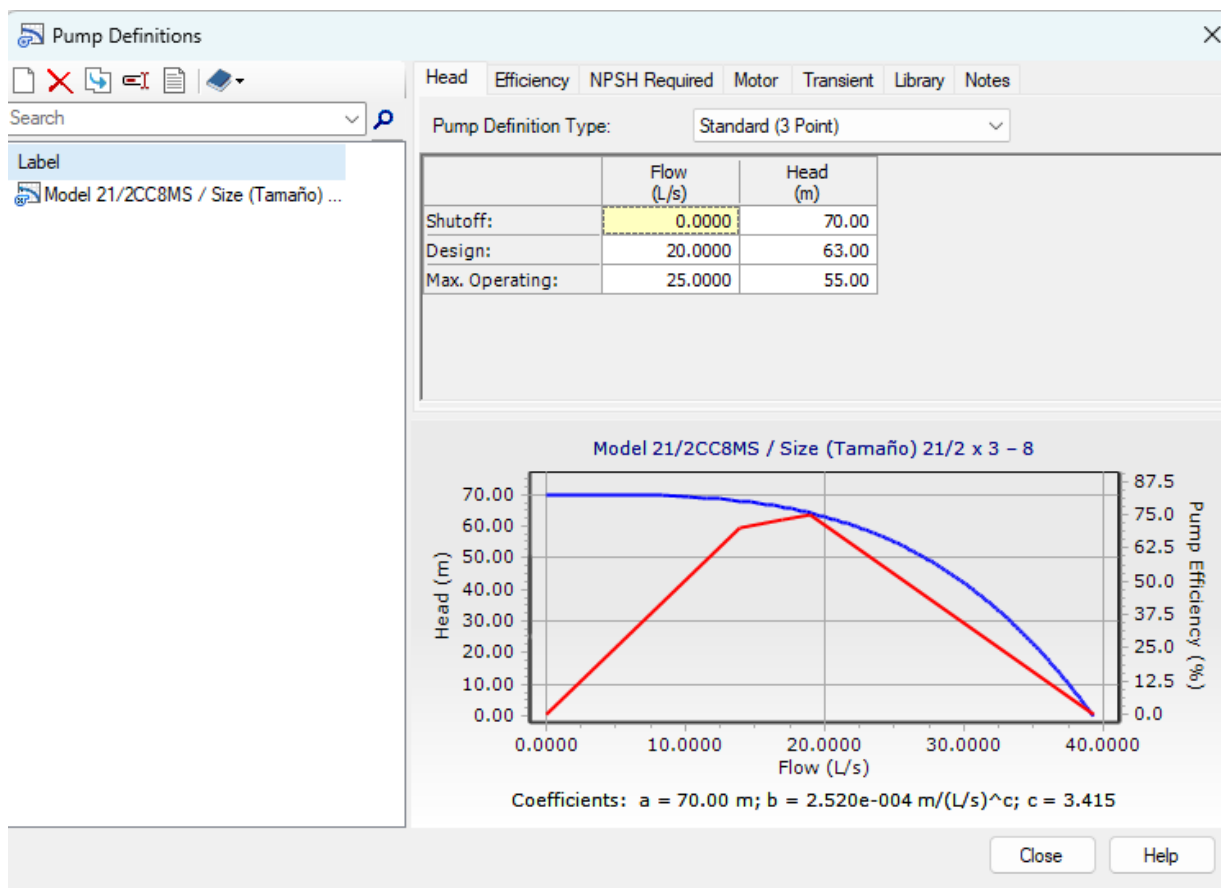 Pump Definitions
Search
Label
Model 21/2CC8MS / Size (Tamaño) ...
Head Efficiency NPSH Required Motor Transient Library Notes
Pump Definition Type: Standard (3 Point)
Flow (L/s) Head (m)
Shutoff: 0.0000 70.00
Design: 20.0000 63.00
Max. Operating: 25.0000 55.00
Model 21/2CC8MS / Size (Tamaño) 21/2 x 3 – 8
Head (m)
70.00
60.00
50.00
40.00
30.00
20.00
10.00
0.00
87.5
75.0
62.5
50.0
37.5
25.0
12.5
0.0
Pump Efficiency (%)
0.0000 10.0000 20.0000 30.0000 40.0000
Flow (L/s)
Coefficients: a = 70.00 m; b = 2.520e-004 m/(L/s)^c; c = 3.415
Close Help